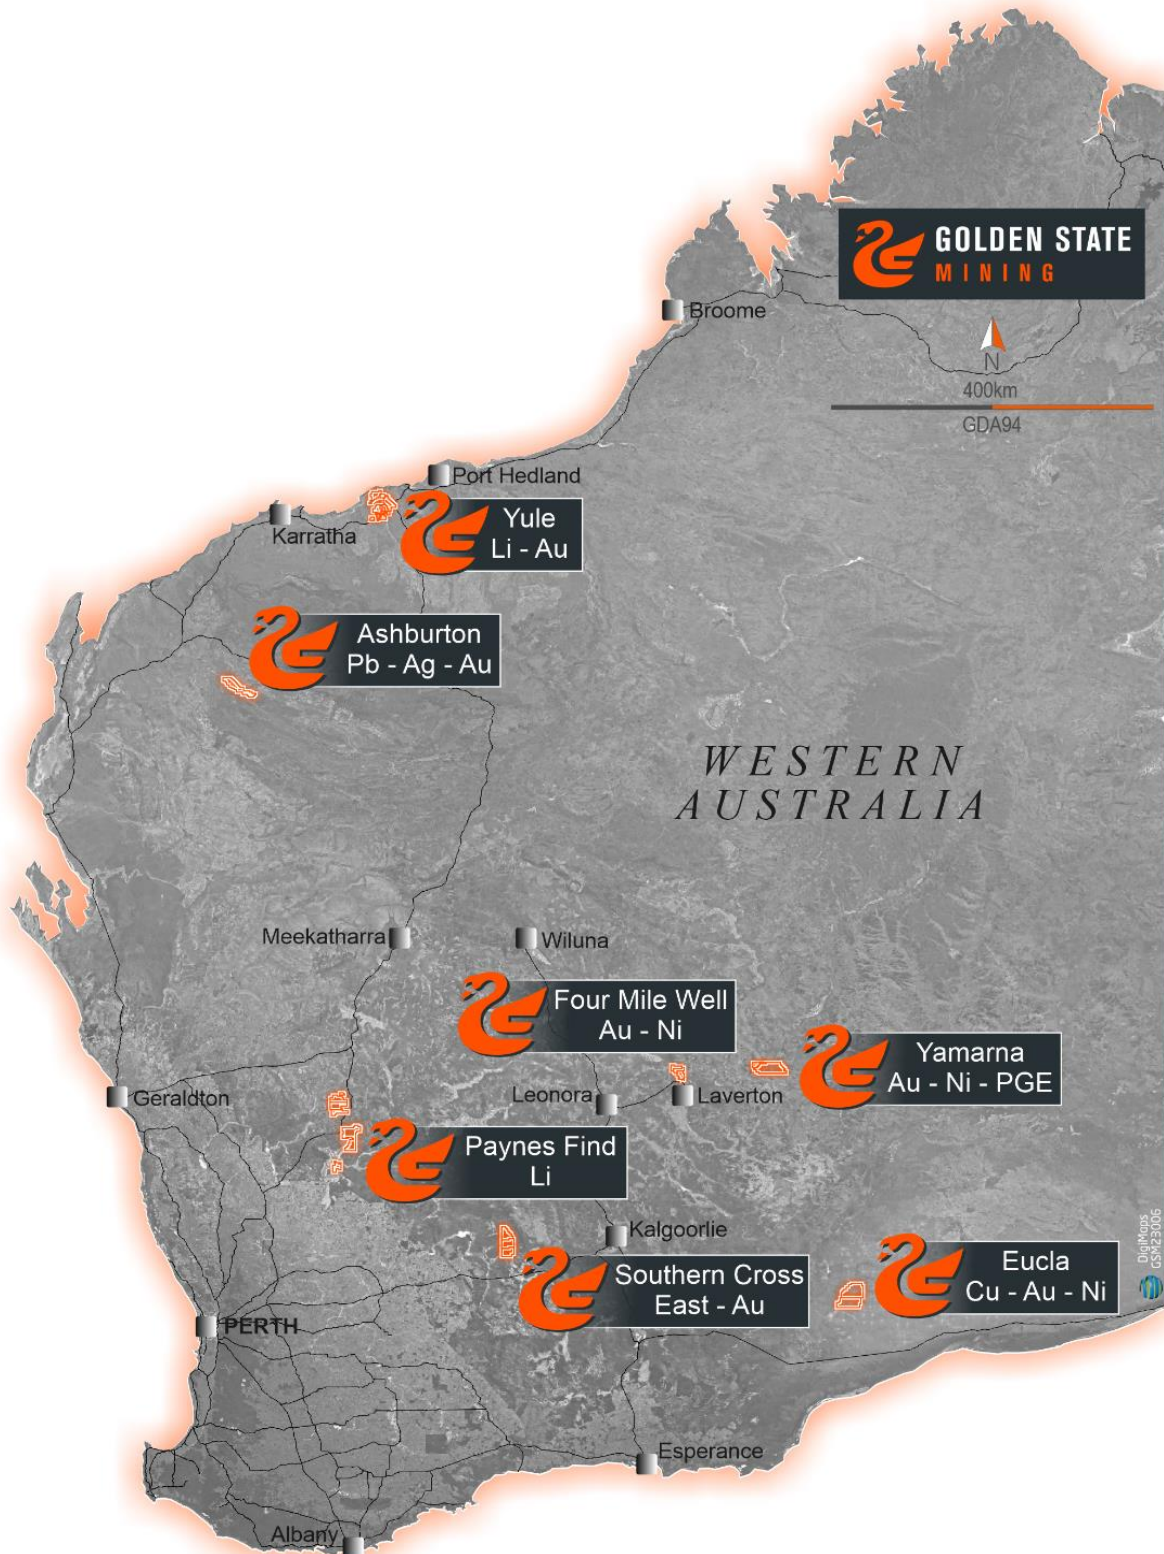 GOLDEN STATE
MINING
Broome
N
400km
GDA94
Port Hedland
Karratha
Yule
Li - Au
Ashburton
Pb - Ag - Au
WESTERN
AUSTRALIA
Meekatharra
Wiluna
Four Mile Well
Au - Ni
Yamarna
Au - Ni - PGE
Geraldton
Leonora
Laverton
Paynes Find
Li
Kalgoorlie
Southern Cross
East - Au
Eucla
Cu - Au - Ni
DigiMaps
GSM23006
PERTH
Esperance
Albany